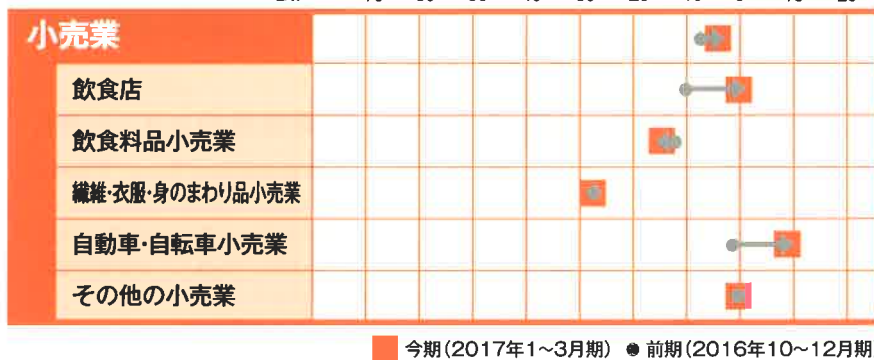 小売業
飲食店
飲食料品小売業
繊維・衣服・身のまわり品小売業
自動車・自転車小売業
その他の小売業
今期(2017年1～3月期) 前期(2016年10～12月期